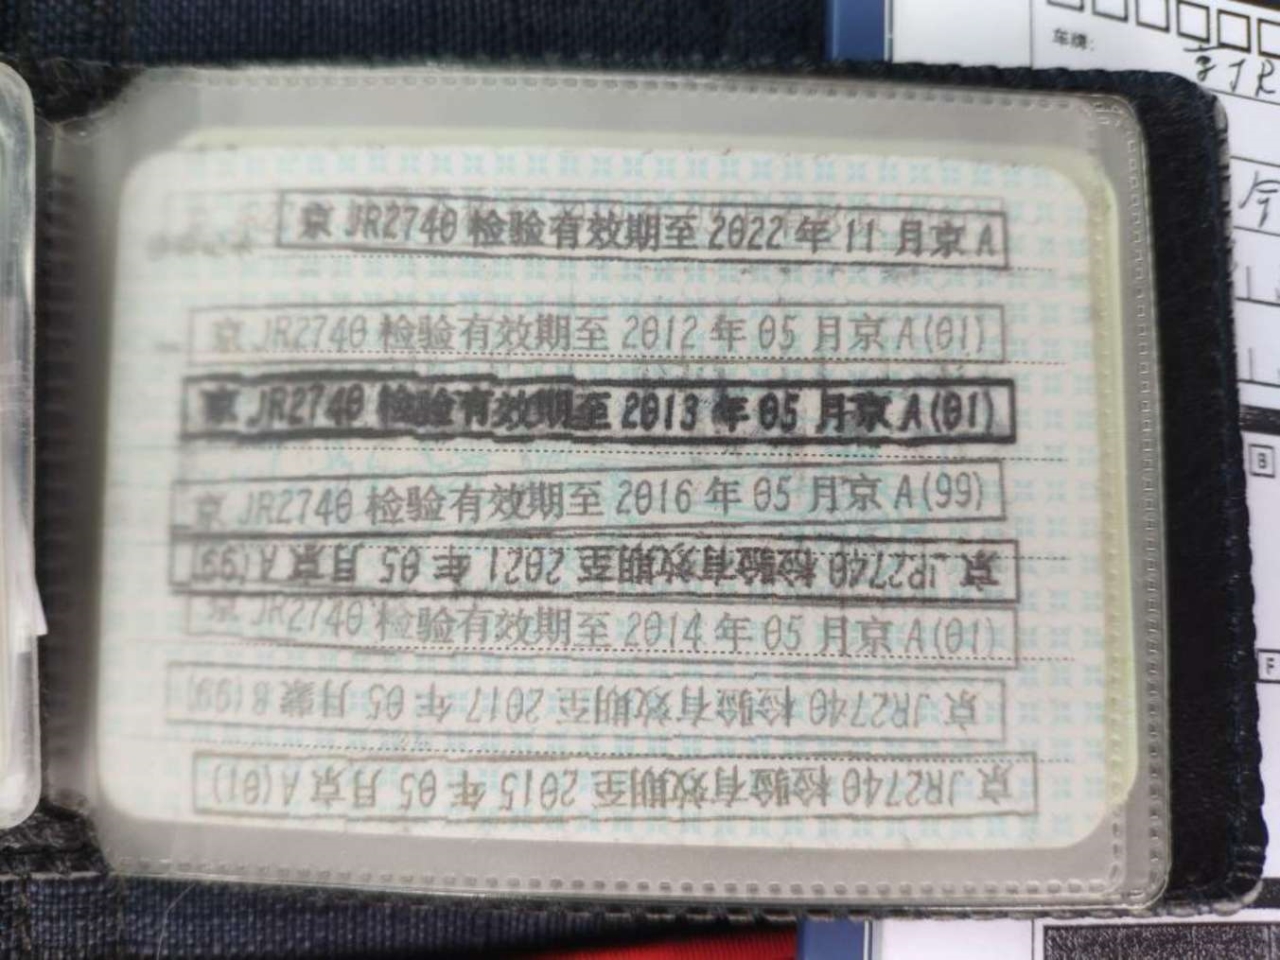 车牌:
京JR
京 JR2740 检验有效期至 2022 年 11 月京 A
京 JR2740 检验有效期至 2012 年 05 月京 A(01)
京 JR2740 检验有效期至 2013 年 05 月京 A(01)
京 JR2740 检验有效期至 2016 年 05 月京 A(99)
京 JR2740 检验有效期至 2021 年 05 月京 A(99)
京 JR2740 检验有效期至 2014 年 05 月京 A(01)
京 JR2740 检验有效期至 2017 年 05 月蒙 B(99)
京 JR2740 检验有效期至 2015 年 05 月京 A(01)
B
F